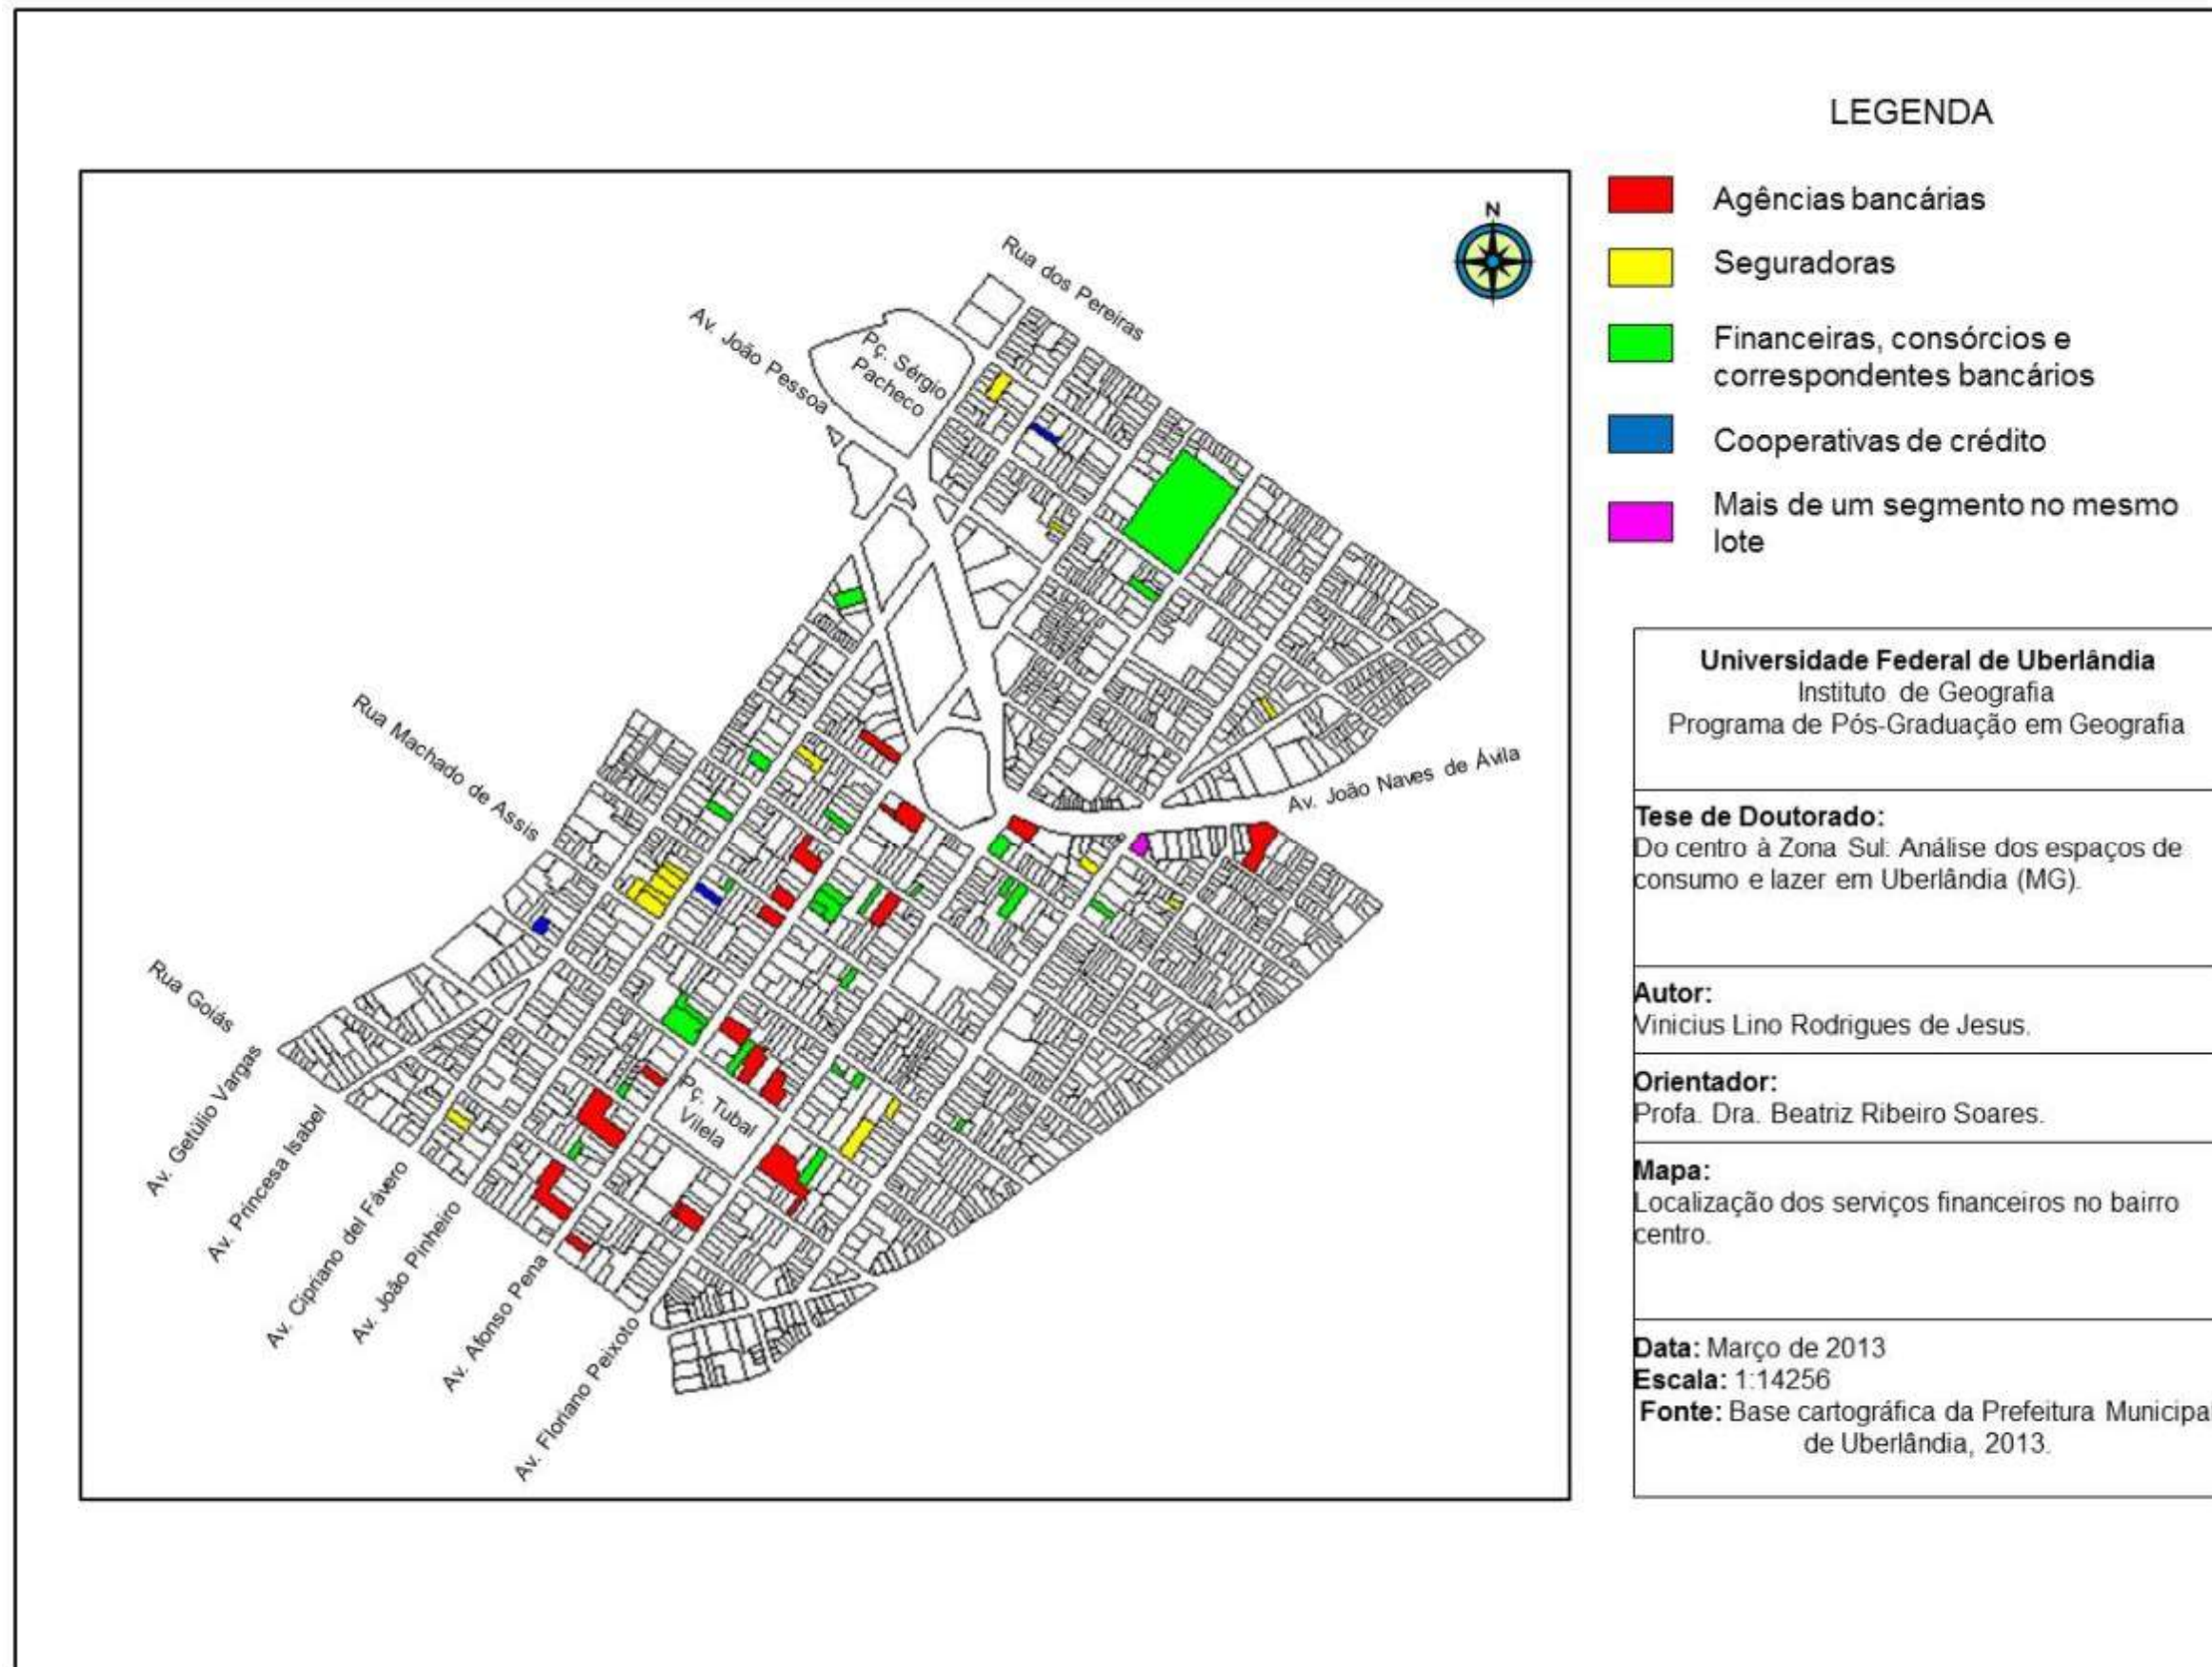 LEGENDA
Agências bancárias
Seguradoras
Financeiras, consórcios e
correspondentes bancários
Cooperativas de crédito
Mais de um segmento no mesmo
lote
N
Rua dos Pereiras
Av. João Pessoa
Pç. Sérgio
Pacheco
Rua Machado de Assis
Av. João Naves de Ávila
Rua Goiás
Av. Getúlio Vargas
Av. Princesa Isabel
Av. Cipriano del Fávero
Av. João Pinheiro
Av. Afonso Pena
Av. Floriano Peixoto
Pç. Tubal
Vilela
Universidade Federal de Uberlândia
Instituto de Geografia
Programa de Pós-Graduação em Geografia
Tese de Doutorado:
Do centro à Zona Sul: Análise dos espaços de
consumo e lazer em Uberlândia (MG).
Autor:
Vinicius Lino Rodrigues de Jesus.
Orientador:
Profa. Dra. Beatriz Ribeiro Soares.
Mapa:
Localização dos serviços financeiros no bairro
centro.
Data: Março de 2013
Escala: 1:14256
Fonte: Base cartográfica da Prefeitura Municipal
de Uberlândia, 2013.